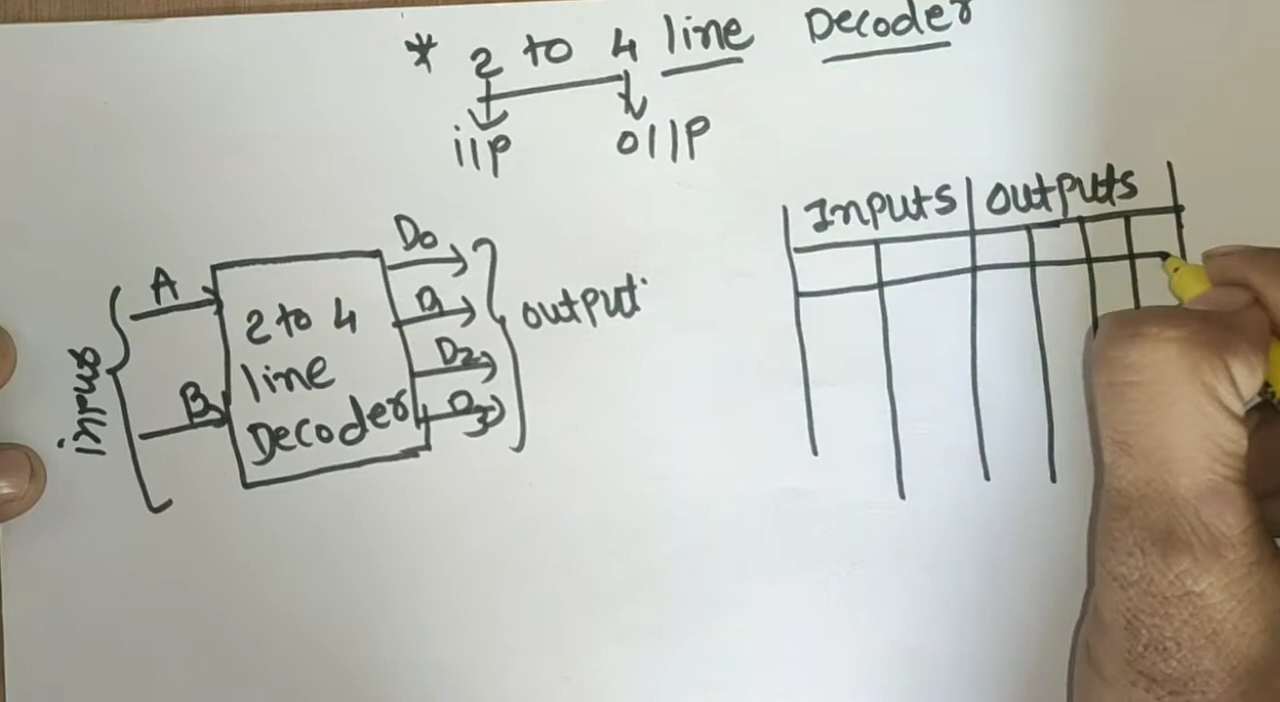 * 2 to 4 line Decoder
i/p o/p
Inputs outputs
D0
A
2 to 4
D1
output
line
D2
inputs
B
Decoder
D3